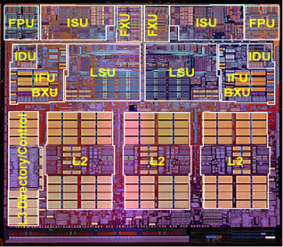 FPU ISU FXU FXU ISU FPU
IDU LSU LSU IDU
IFU IFU
BXU BXU
L3 Directory/Control
L2 L2 L2